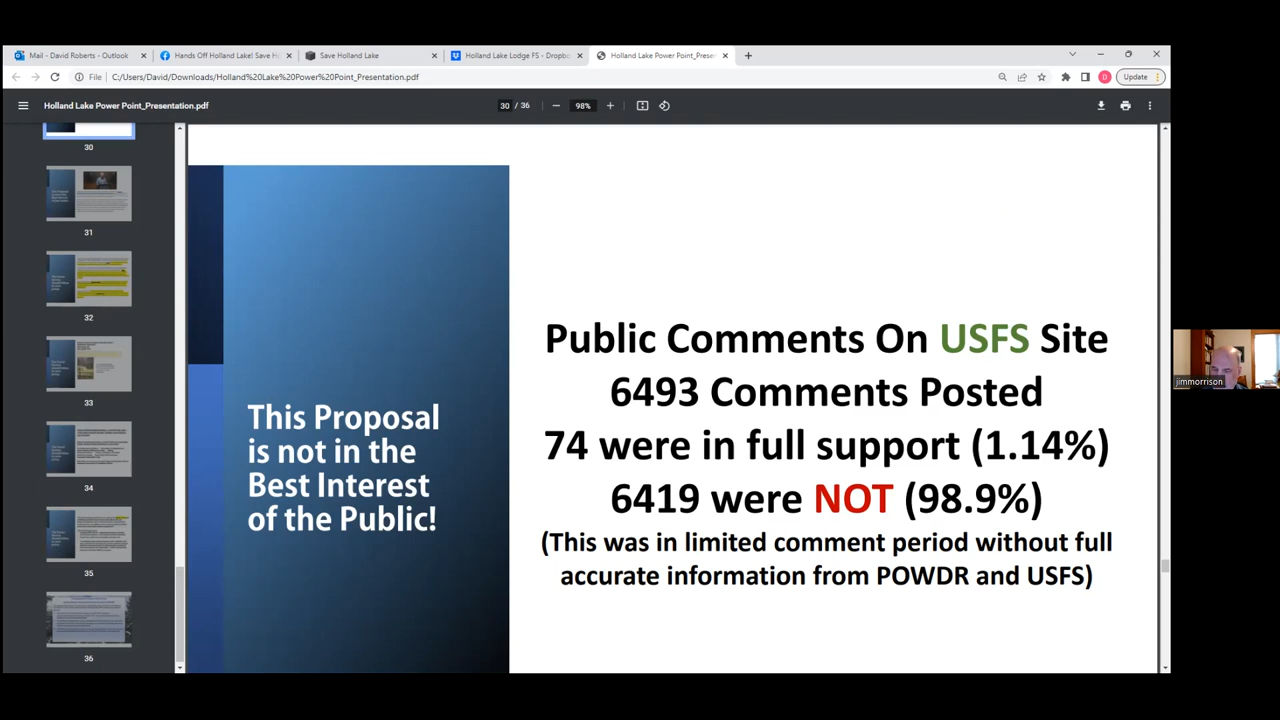 Mail - David Roberts - Outlook
Hands Off Holland Lake! Save H
Save Holland Lake
Holland Lake Lodge FS - Dropbo
Holland Lake Power Point_Prese
File
C:/Users/David/Downloads/Holland%20Lake%20Power%20Point_Presentation.pdf
D
Update
Holland Lake Power Point_Presentation.pdf
30 / 36
98%
30
31
32
33
34
35
36
This Proposal
is not in the
Best Interest
of the Public!
Public Comments On USFS Site
6493 Comments Posted
74 were in full support (1.14%)
6419 were NOT (98.9%)
(This was in limited comment period without full
accurate information from POWDR and USFS)
jimmorrison